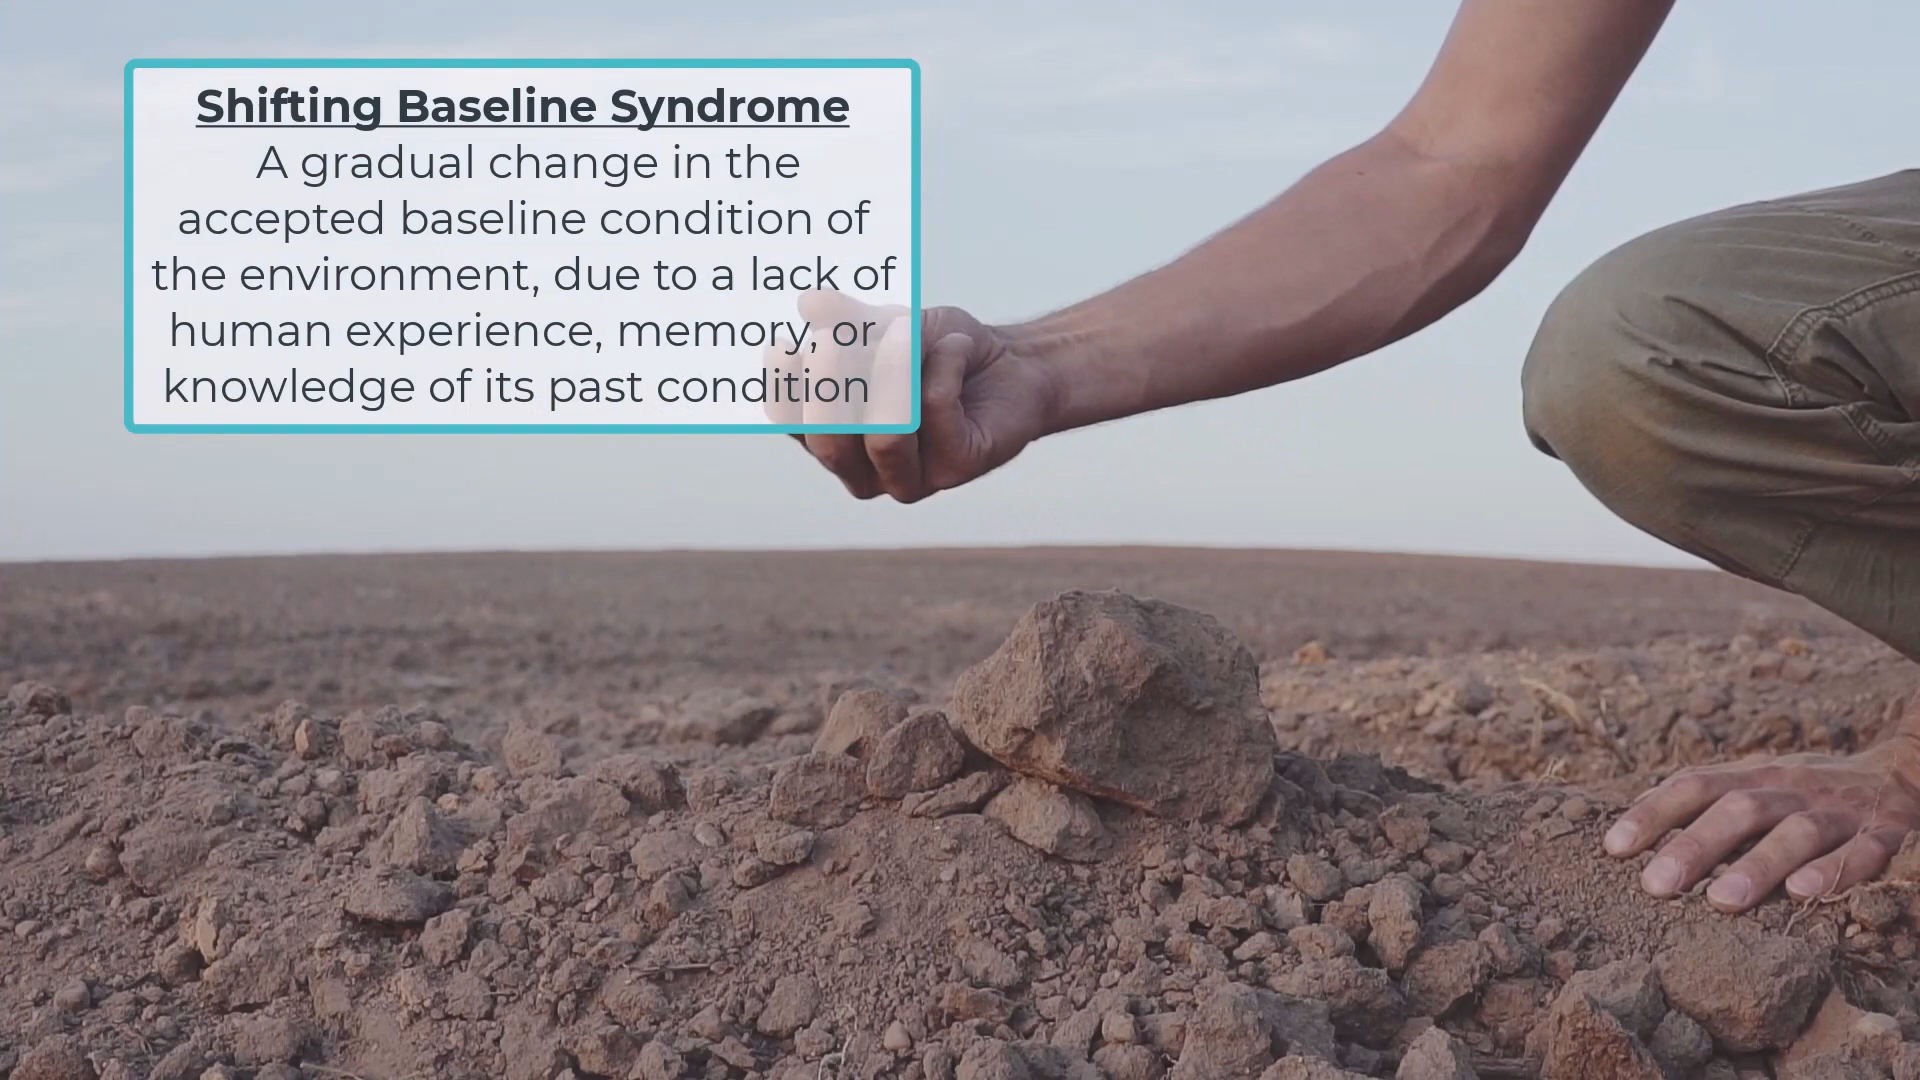 Shifting Baseline Syndrome
A gradual change in the
accepted baseline condition of
the environment, due to a lack of
human experience, memory, or
knowledge of its past condition